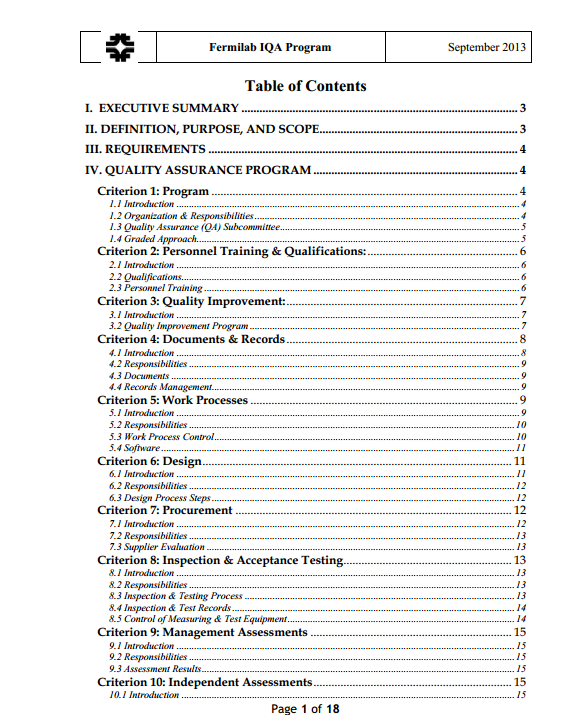 Fermilab IQA Program
September 2013
Table of Contents
I. EXECUTIVE SUMMARY 3
II. DEFINITION, PURPOSE, AND SCOPE 3
III. REQUIREMENTS 4
IV. QUALITY ASSURANCE PROGRAM 4
Criterion 1: Program 4
1.1 Introduction 4
1.2 Organization & Responsibilities 4
1.3 Quality Assurance (QA) Subcommittee 5
1.4 Graded Approach 5
Criterion 2: Personnel Training & Qualifications: 6
2.1 Introduction 6
2.2 Qualifications 6
2.3 Personnel Training 6
Criterion 3: Quality Improvement: 7
3.1 Introduction 7
3.2 Quality Improvement Program 7
Criterion 4: Documents & Records 8
4.1 Introduction 8
4.2 Responsibilities 9
4.3 Documents 9
4.4 Records Management 9
Criterion 5: Work Processes 9
5.1 Introduction 9
5.2 Responsibilities 10
5.3 Work Process Control 10
5.4 Software 11
Criterion 6: Design 11
6.1 Introduction 11
6.2 Responsibilities 12
6.3 Design Process Steps 12
Criterion 7: Procurement 12
7.1 Introduction 12
7.2 Responsibilities 13
7.3 Supplier Evaluation 13
Criterion 8: Inspection & Acceptance Testing 13
8.1 Introduction 13
8.2 Responsibilities 13
8.3 Inspection & Testing Process 13
8.4 Inspection & Test Records 14
8.5 Control of Measuring & Test Equipment 14
Criterion 9: Management Assessments 15
9.1 Introduction 15
9.2 Responsibilities 15
9.3 Assessment Results 15
Criterion 10: Independent Assessments 15
10.1 Introduction 15
Page 1 of 18